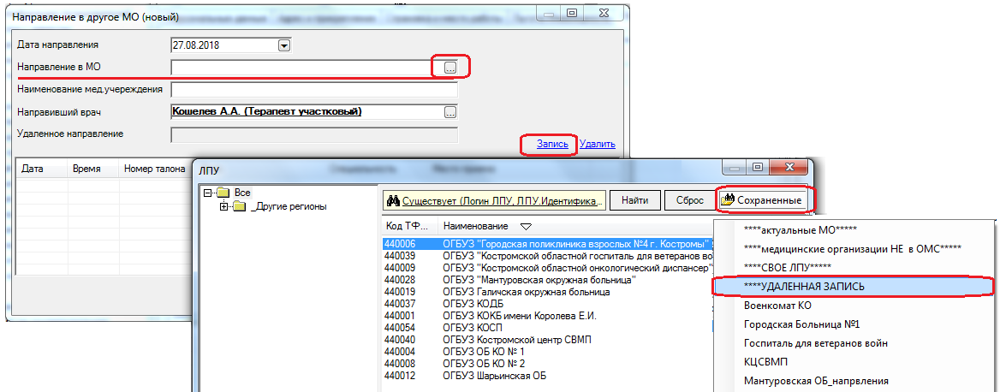 Направление в другое МО (новый)
Дата направления
27.08.2018
Направление в МО
...
Наименование мед.учереждения
Направивший врач
Кошелев А.А. (Терапевт участковый)
...
Удаленное направление
Запись Удалить
Дата Время Номер талона
ЛПУ
Все
_Другие регионы
Существует (Логин ЛПУ, ЛПУ.Идентифика...
Найти Сброс Сохраненные
Код ТФ... Наименование
440006 ОГБУЗ "Городская поликлиника взрослых №4 г. Костромы"
440039 ОГБУЗ "Костромской областной госпиталь для ветеранов во
440009 ОГБУЗ "Костромской областной онкологический диспансер"
440028 ОГБУЗ "Мантуровская окружная больница"
440019 ОГБУЗ Галичская окружная больница
440037 ОГБУЗ КОДБ
440001 ОГБУЗ КОКБ имени Королева Е.И.
440054 ОГБУЗ КОСП
440040 ОГБУЗ Костромской центр СВМП
440004 ОГБУЗ ОБ КО № 1
440008 ОГБУЗ ОБ КО № 2
440012 ОГБУЗ Шарьинская ОБ
****актуальные МО*****
****медицинские организации НЕ в ОМС*****
****СВОЕ ЛПУ*****
****УДАЛЕННАЯ ЗАПИСЬ
Военкомат КО
Городская Больница №1
Госпиталь для ветеранов войн
КЦСВМП
Мантуровская ОБ_напрвления